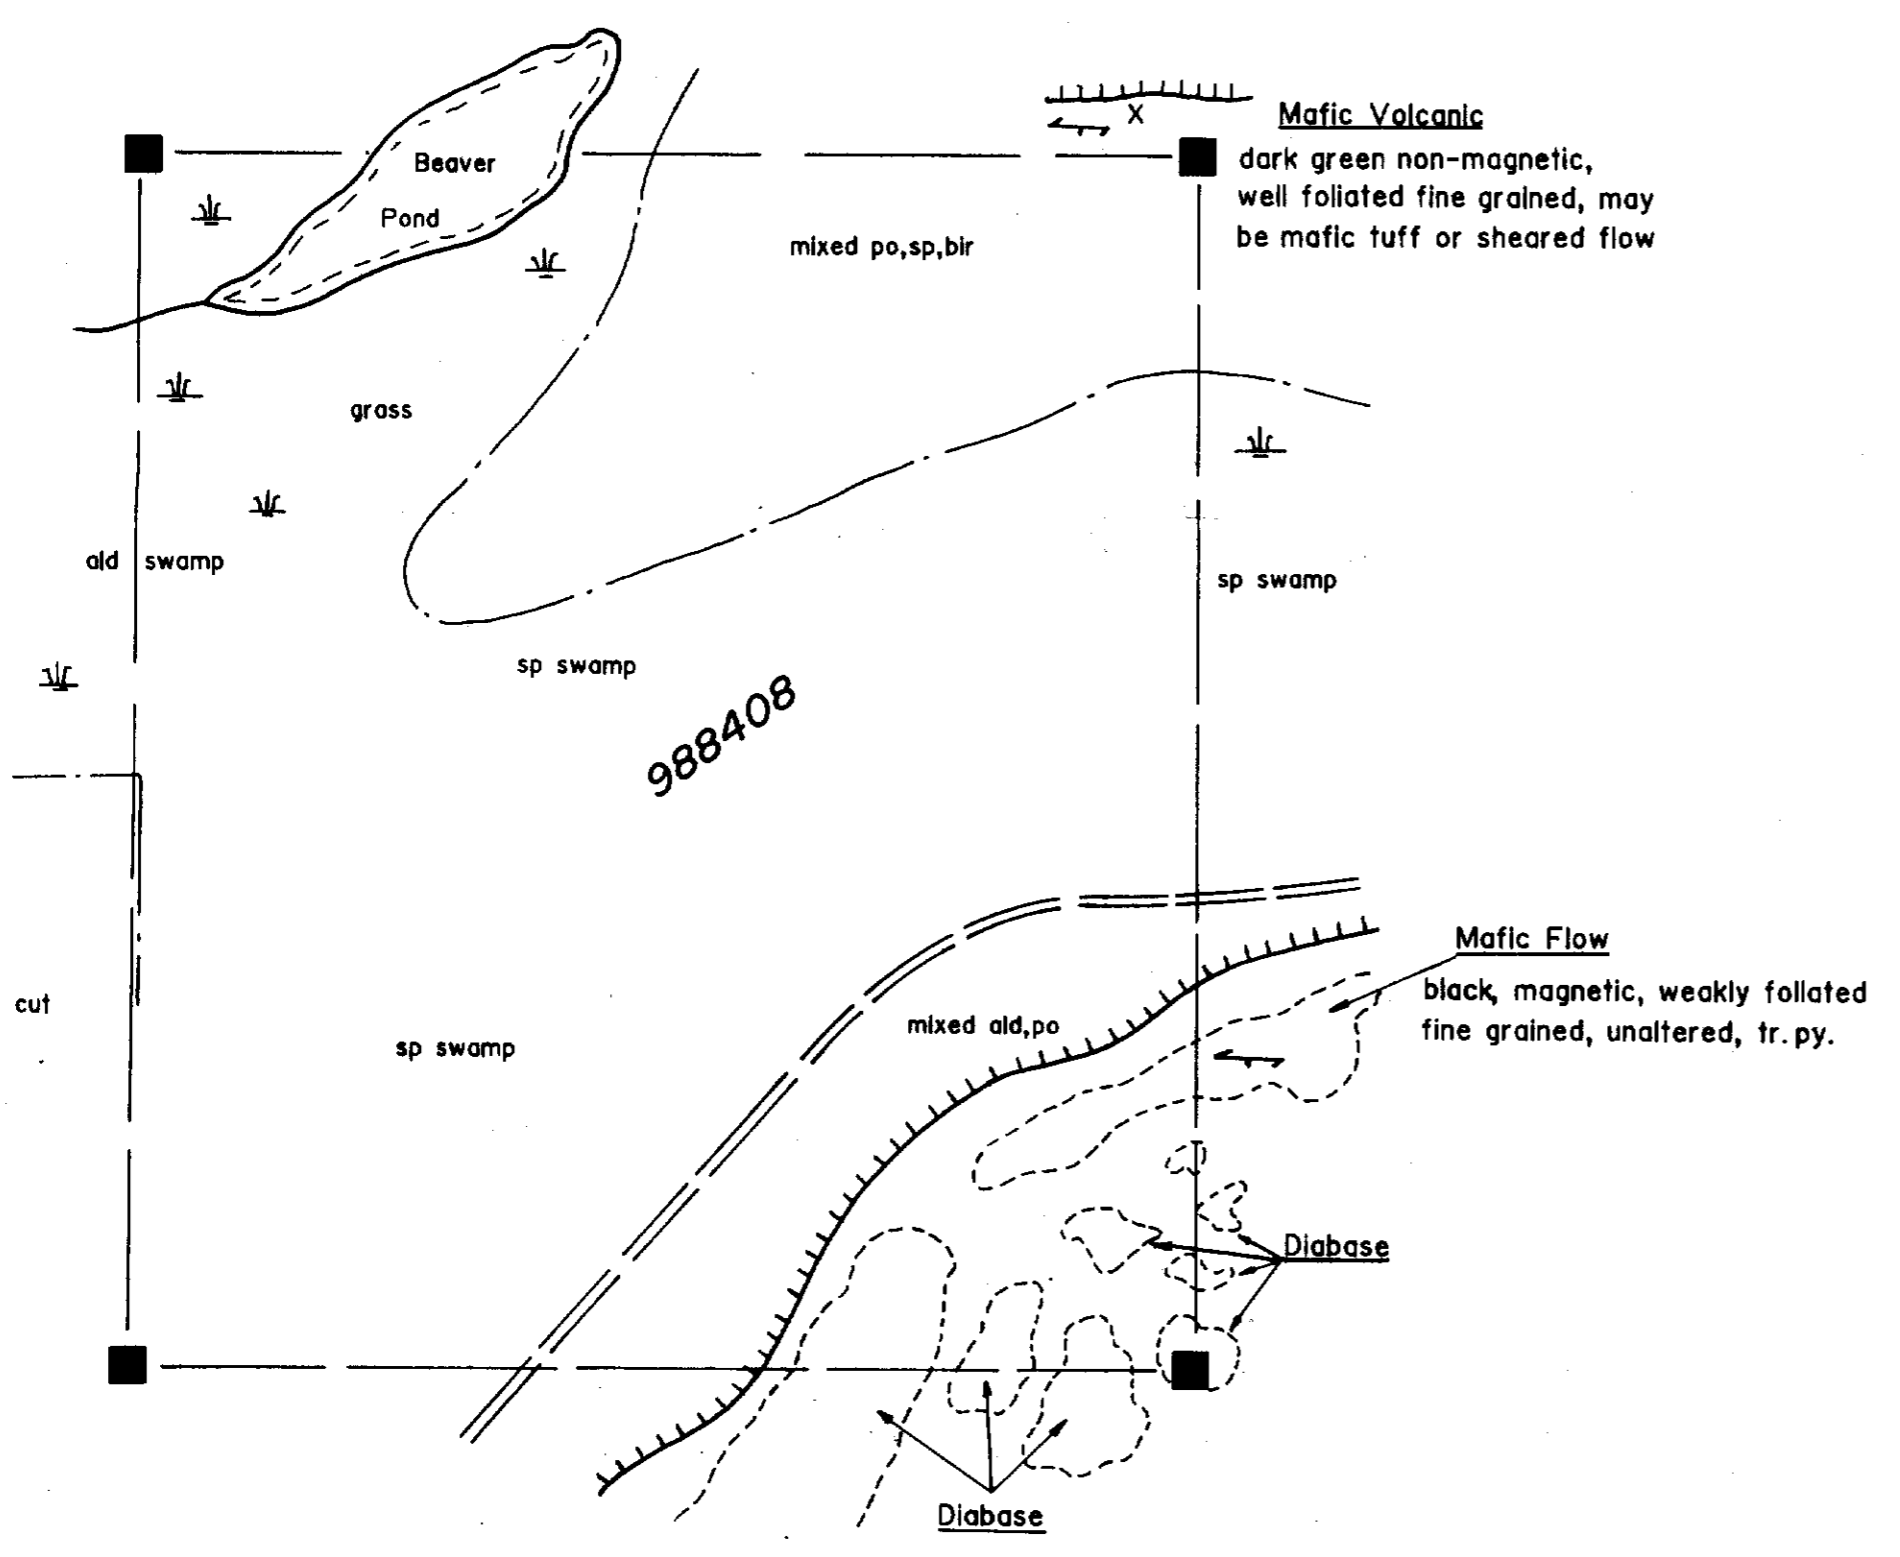 Mafic Volcanic
X
dark green non-magnetic,
well foliated fine grained, may
be mafic tuff or sheared flow
Beaver
Pond
mixed po,sp,bir
grass
ald swamp
sp swamp
sp swamp
988408
Mafic Flow
black, magnetic, weakly foliated
fine grained, unaltered, tr. py.
cut
mixed ald,po
sp swamp
Diabase
Diabase